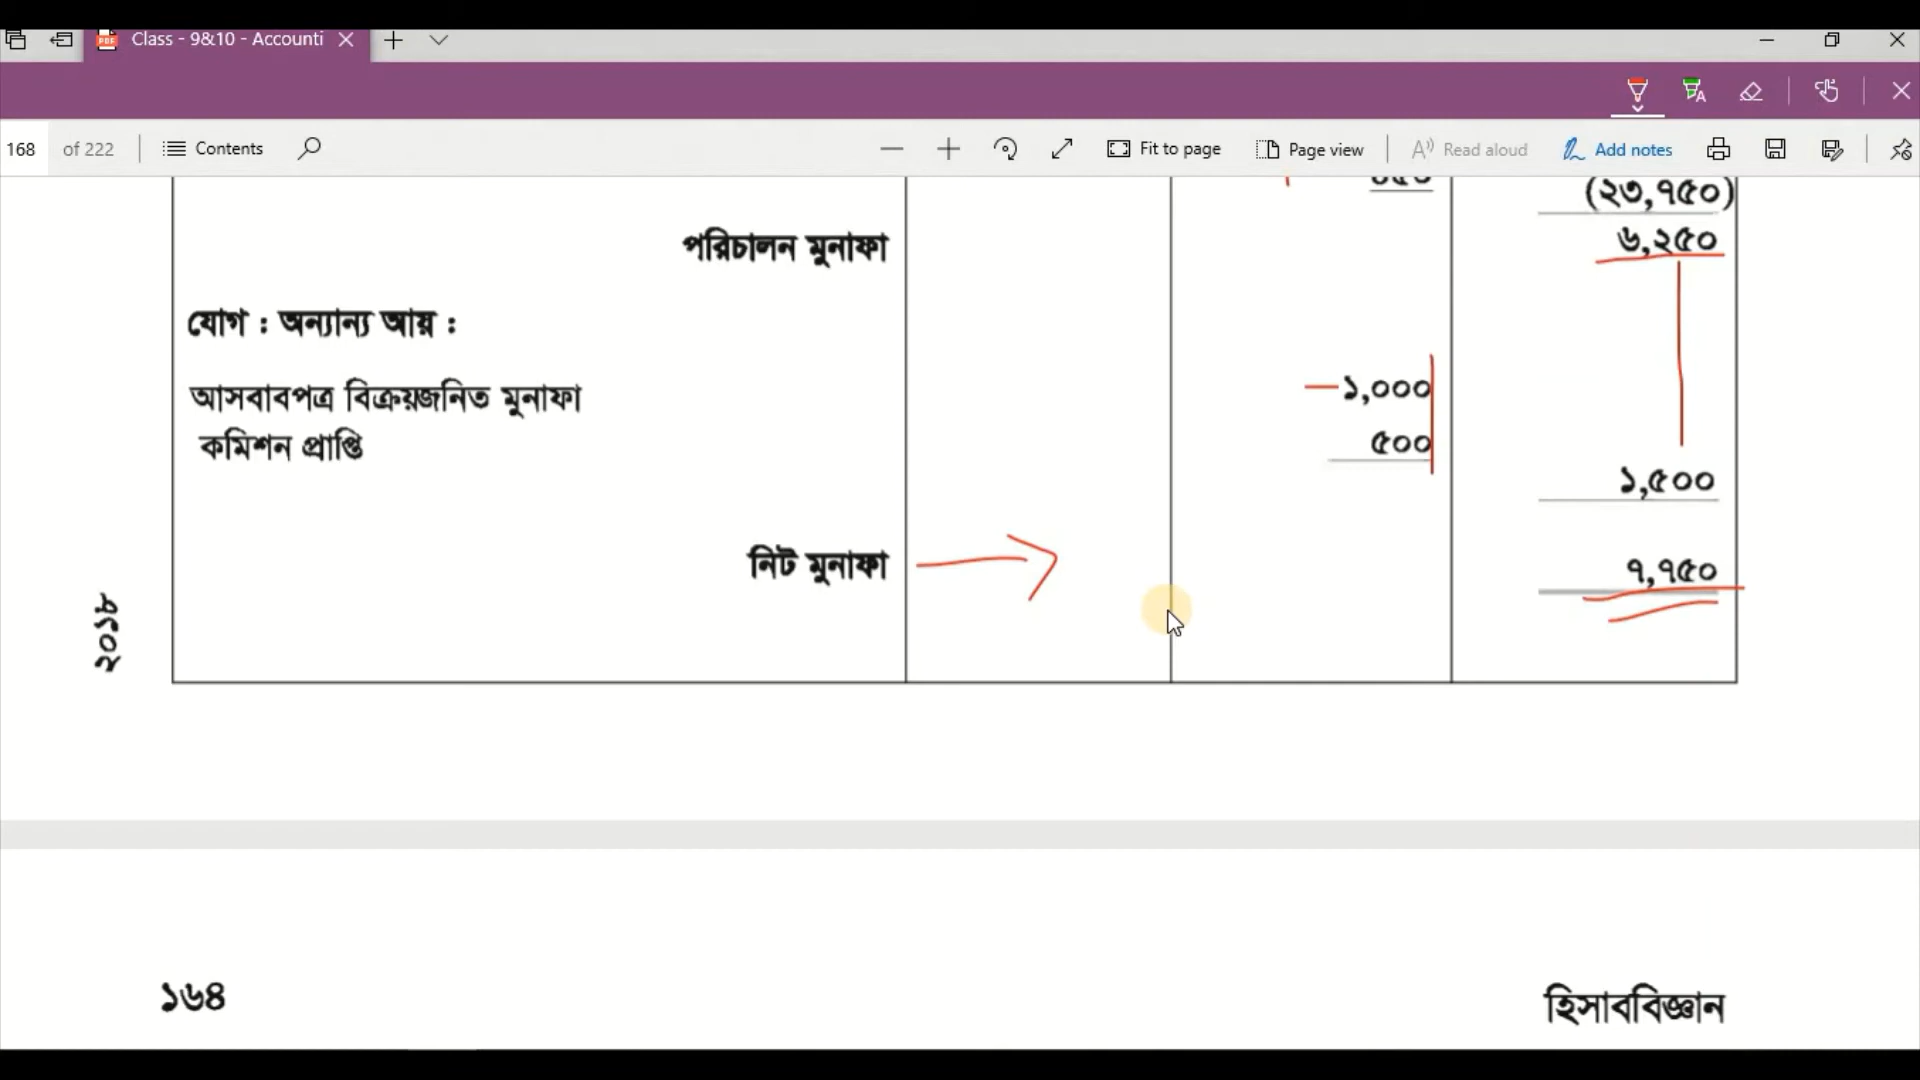 Class - 9&10 - Accounti
168 of 222 Contents Fit to page Page view Read aloud Add notes
(২৩,৭৫০)
পরিচালন মুনাফা ৬,২৫০
যোগ : অন্যান্য আয় :
আসবাবপত্র বিক্রয়জনিত মুনাফা ১,০০০
কমিশন প্রাপ্তি ৫০০
১,৫০০
নিট মুনাফা ৭,৭৫০
২০১৮
১৬৪ হিসাববিজ্ঞান